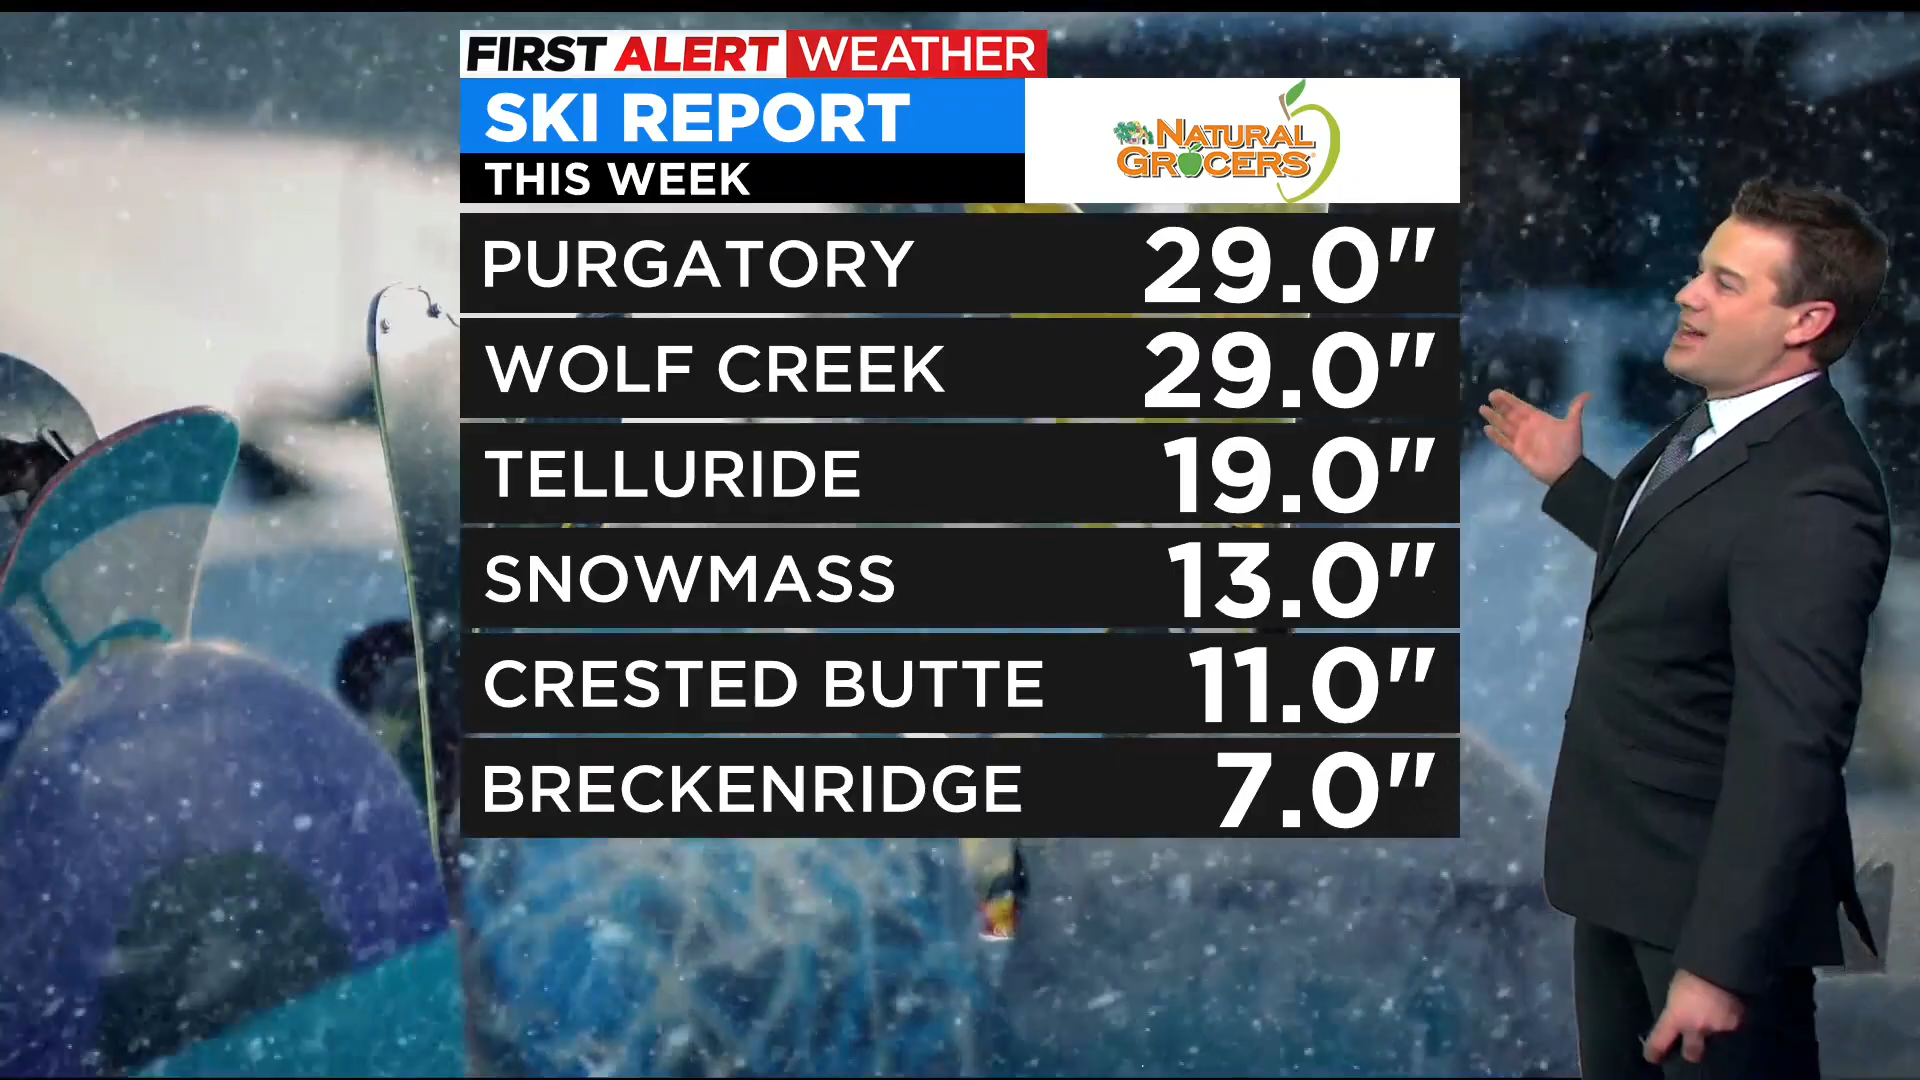 FIRST ALERT WEATHER
SKI REPORT
THIS WEEK
NATURAL
GROCERS
PURGATORY 29.0"
WOLF CREEK 29.0"
TELLURIDE 19.0"
SNOWMASS 13.0"
CRESTED BUTTE 11.0"
BRECKENRIDGE 7.0"